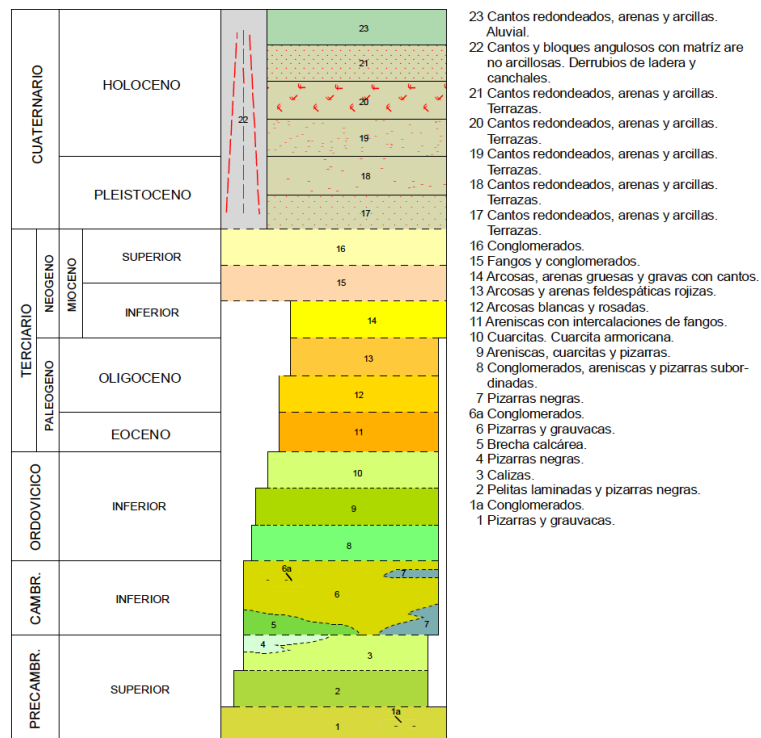 CUATERNARIO
HOLOCENO
PLEISTOCENO
TERCIARIO
NEOGENO
MIOCENO
SUPERIOR
INFERIOR
PALEOGENO
OLIGOCENO
EOCENO
ORDOVICICO
INFERIOR
CAMBR.
INFERIOR
PRECAMBR.
SUPERIOR
23
22
21
20
19
18
17
16
15
14
13
12
11
10
9
8
6a
7
6
5
7
4
3
2
1a
1
23 Cantos redondeados, arenas y arcillas.
Aluvial.
22 Cantos y bloques angulosos con matríz are
no arcillosas. Derrubios de ladera y
canchales.
21 Cantos redondeados, arenas y arcillas.
Terrazas.
20 Cantos redondeados, arenas y arcillas.
Terrazas.
19 Cantos redondeados, arenas y arcillas.
Terrazas.
18 Cantos redondeados, arenas y arcillas.
Terrazas.
17 Cantos redondeados, arenas y arcillas.
Terrazas.
16 Conglomerados.
15 Fangos y conglomerados.
14 Arcosas, arenas gruesas y gravas con cantos.
13 Arcosas y arenas feldespáticas rojizas.
12 Arcosas blancas y rosadas.
11 Areniscas con intercalaciones de fangos.
10 Cuarcitas. Cuarcita armoricana.
9 Areniscas, cuarcitas y pizarras.
8 Conglomerados, areniscas y pizarras subor-
dinadas.
7 Pizarras negras.
6a Conglomerados.
6 Pizarras y grauvacas.
5 Brecha calcárea.
4 Pizarras negras.
3 Calizas.
2 Pelitas laminadas y pizarras negras.
1a Conglomerados.
1 Pizarras y grauvacas.